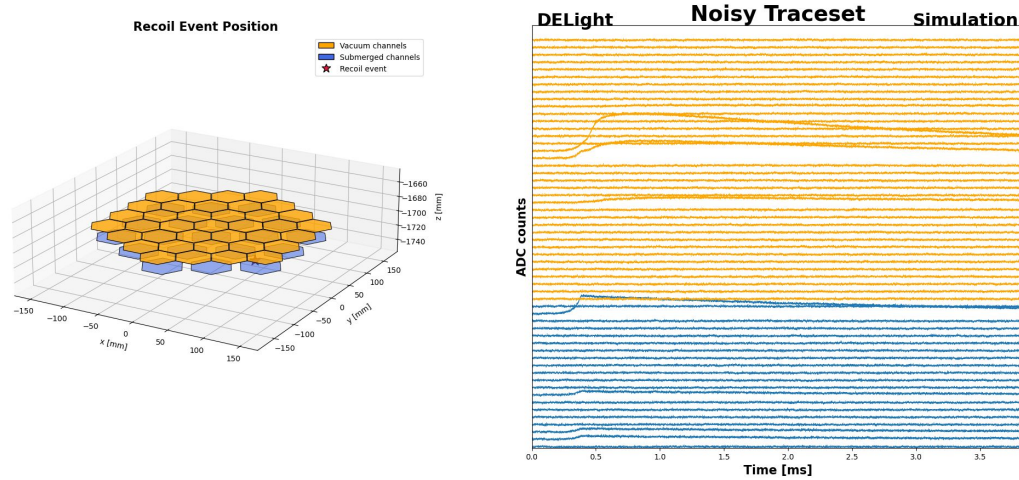 Recoil Event Position
Vacuum channels
Submerged channels
Recoil event
−1660
−1680
−1700
−1720
−1740
z [mm]
150
100
50
0
−50
−100
−150
y [mm]
−150
−100
−50
0
50
100
150
x [mm]
DELight
Noisy Traceset
Simulation
ADC counts
0.0
0.5
1.0
1.5
2.0
2.5
3.0
3.5
Time [ms]